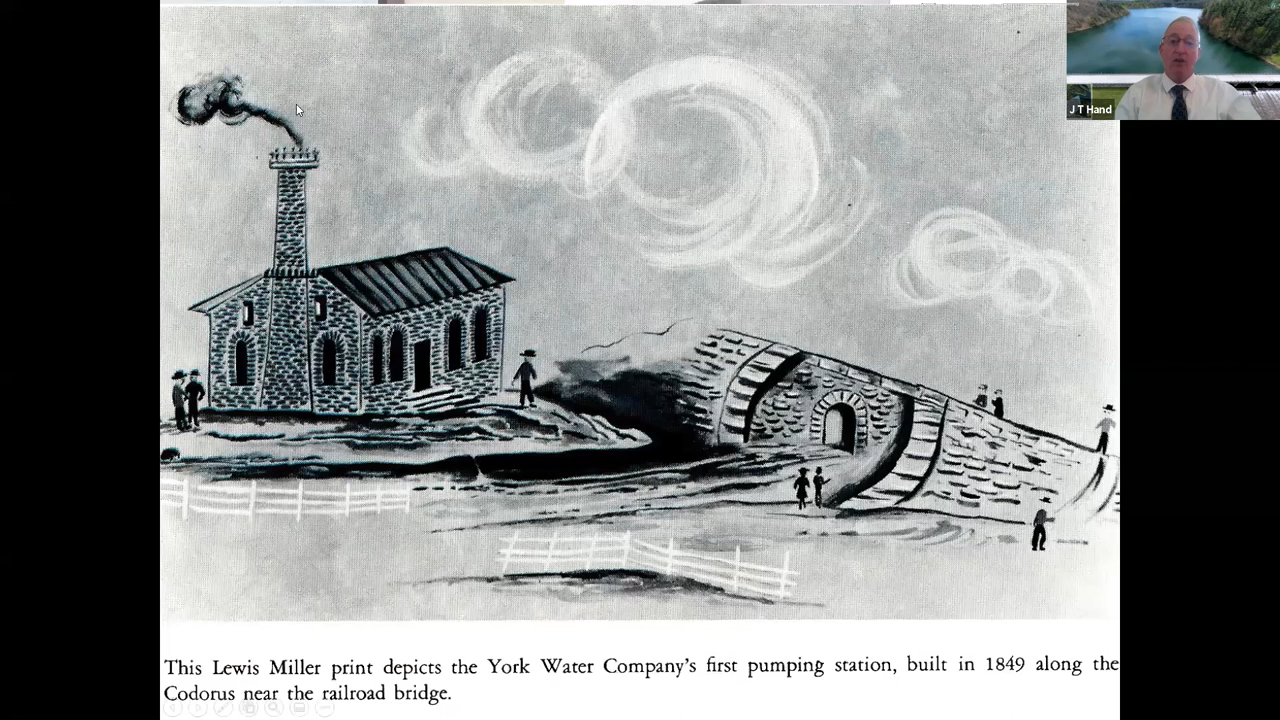 J T Hand
This Lewis Miller print depicts the York Water Company's first pumping station, built in 1849 along the
Codorus near the railroad bridge.